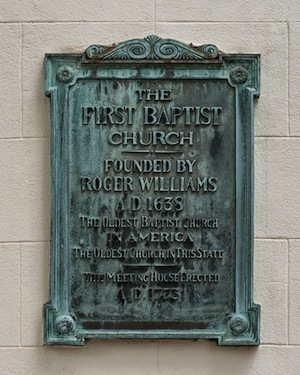 THE
FIRST BAPTIST
CHURCH
FOUNDED BY
ROGER WILLIAMS
A.D. 1638
THE OLDEST BAPTIST CHURCH
IN AMERICA
THE OLDEST CHURCH IN THIS STATE
THE MEETING HOUSE ERECTED
A.D. 1775